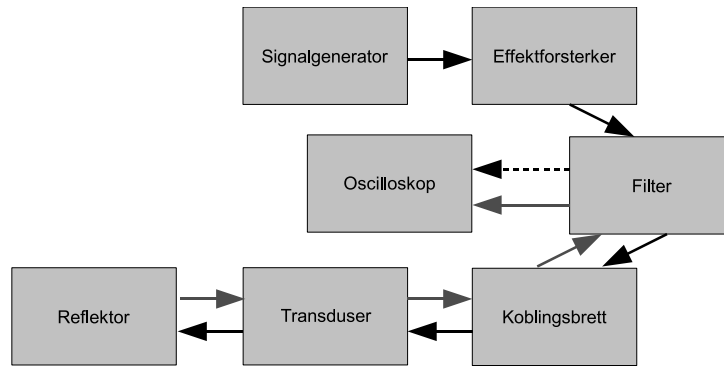 Signalgenerator
Effektforsterker
Oscilloskop
Filter
Reflektor
Transduser
Koblingsbrett